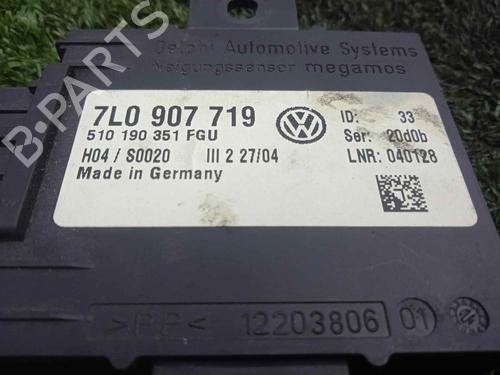 Delphi Automotive Systems
Neigungssensor megamos
7L0 907 719
510 190 351 FGU
H04 / S0020 III 2 27/04
Made in Germany
ID: 33
Ser: 20d0b
LNR: 040128
>PP<
12203806
01
B-PARTS